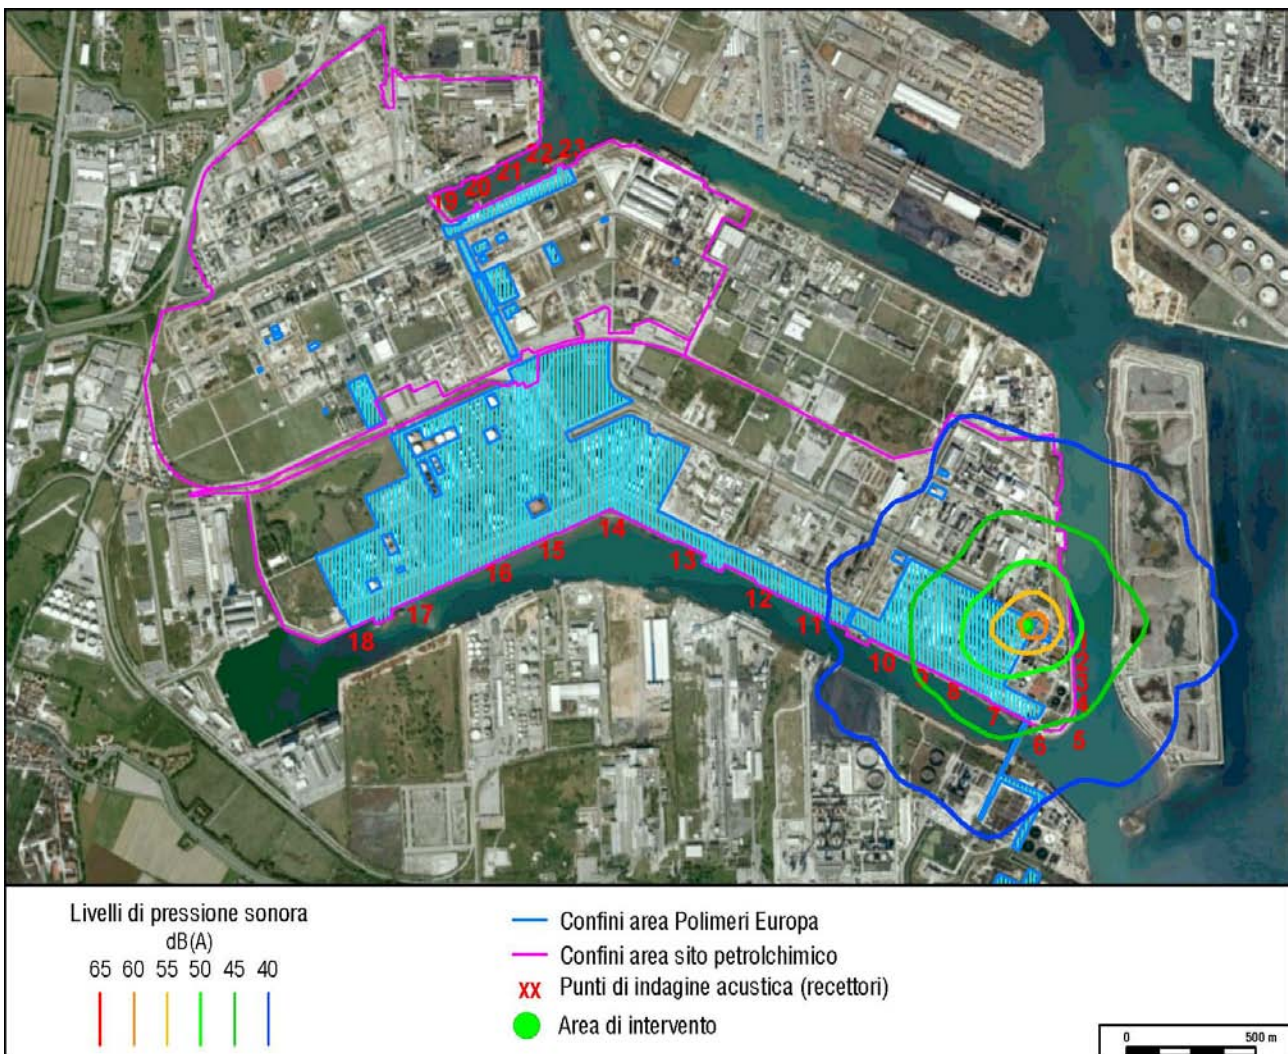 22 23
21
20
19
15
14
13
16
12
17
11
18
10
8
7
6
5
Livelli di pressione sonora
dB(A)
65 60 55 50 45 40
Confini area Polimeri Europa
Confini area sito petrolchimico
XX Punti di indagine acustica (recettori)
Area di intervento
0 500 m